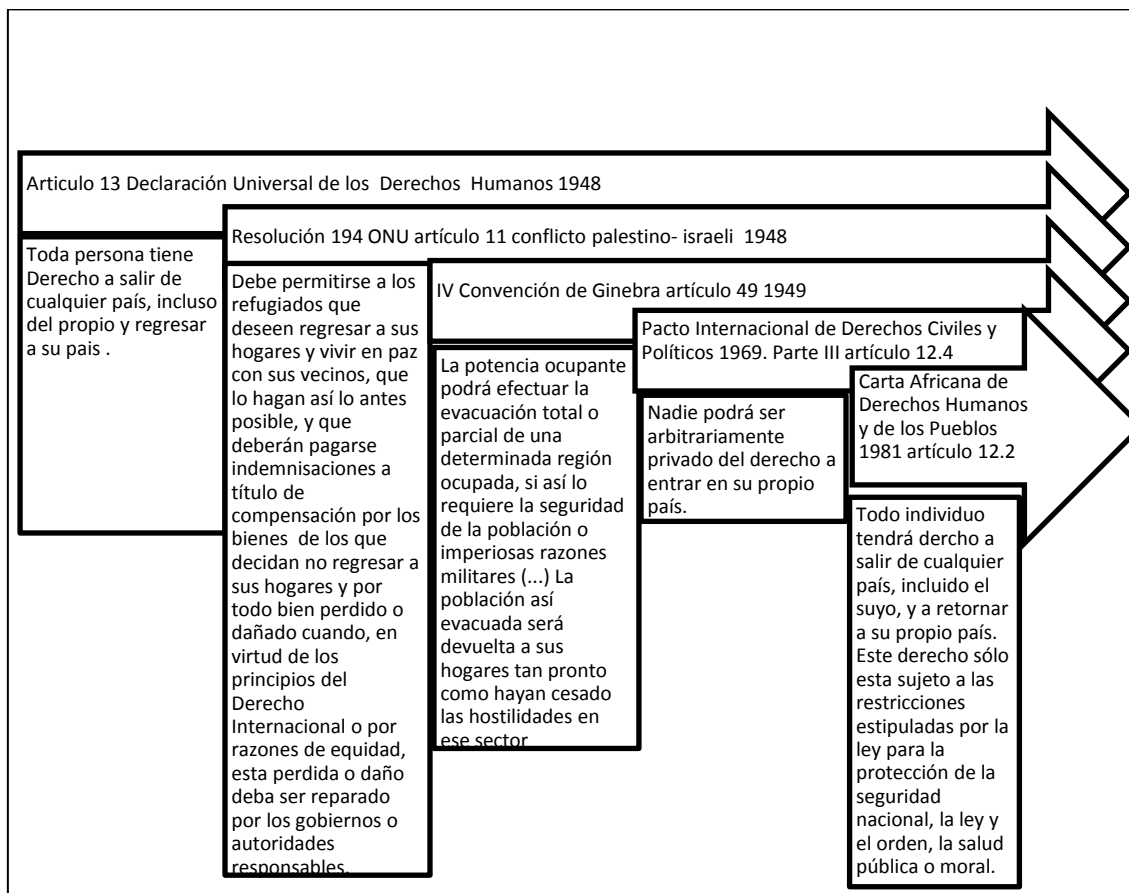 Articulo 13 Declaración Universal de los Derechos Humanos 1948
Toda persona tiene
Derecho a salir de
cualquier país, incluso
del propio y regresar
a su pais .
Resolución 194 ONU artículo 11 conflicto palestino- israeli 1948
Debe permitirse a los
refugiados que
deseen regresar a sus
hogares y vivir en paz
con sus vecinos, que
lo hagan así lo antes
posible, y que
deberán pagarse
indemnisaciones a
título de
compensación por los
bienes de los que
decidan no regresar a
sus hogares y por
todo bien perdido o
dañado cuando, en
virtud de los
principios del
Derecho
Internacional o por
razones de equidad,
esta perdida o daño
deba ser reparado
por los gobiernos o
autoridades
responsables.
IV Convención de Ginebra artículo 49 1949
La potencia ocupante
podrá efectuar la
evacuación total o
parcial de una
determinada región
ocupada, si así lo
requiere la seguridad
de la población o
imperiosas razones
militares (...) La
población así
evacuada será
devuelta a sus
hogares tan pronto
como hayan cesado
las hostilidades en
ese sector
Pacto Internacional de Derechos Civiles y
Políticos 1969. Parte III artículo 12.4
Nadie podrá ser
arbitrariamente
privado del derecho a
entrar en su propio
país.
Carta Africana de
Derechos Humanos
y de los Pueblos
1981 artículo 12.2
Todo individuo
tendrá dercho a
salir de cualquier
país, incluido el
suyo, y a retornar
a su propio país.
Este derecho sólo
esta sujeto a las
restricciones
estipuladas por la
ley para la
protección de la
seguridad
nacional, la ley y
el orden, la salud
pública o moral.